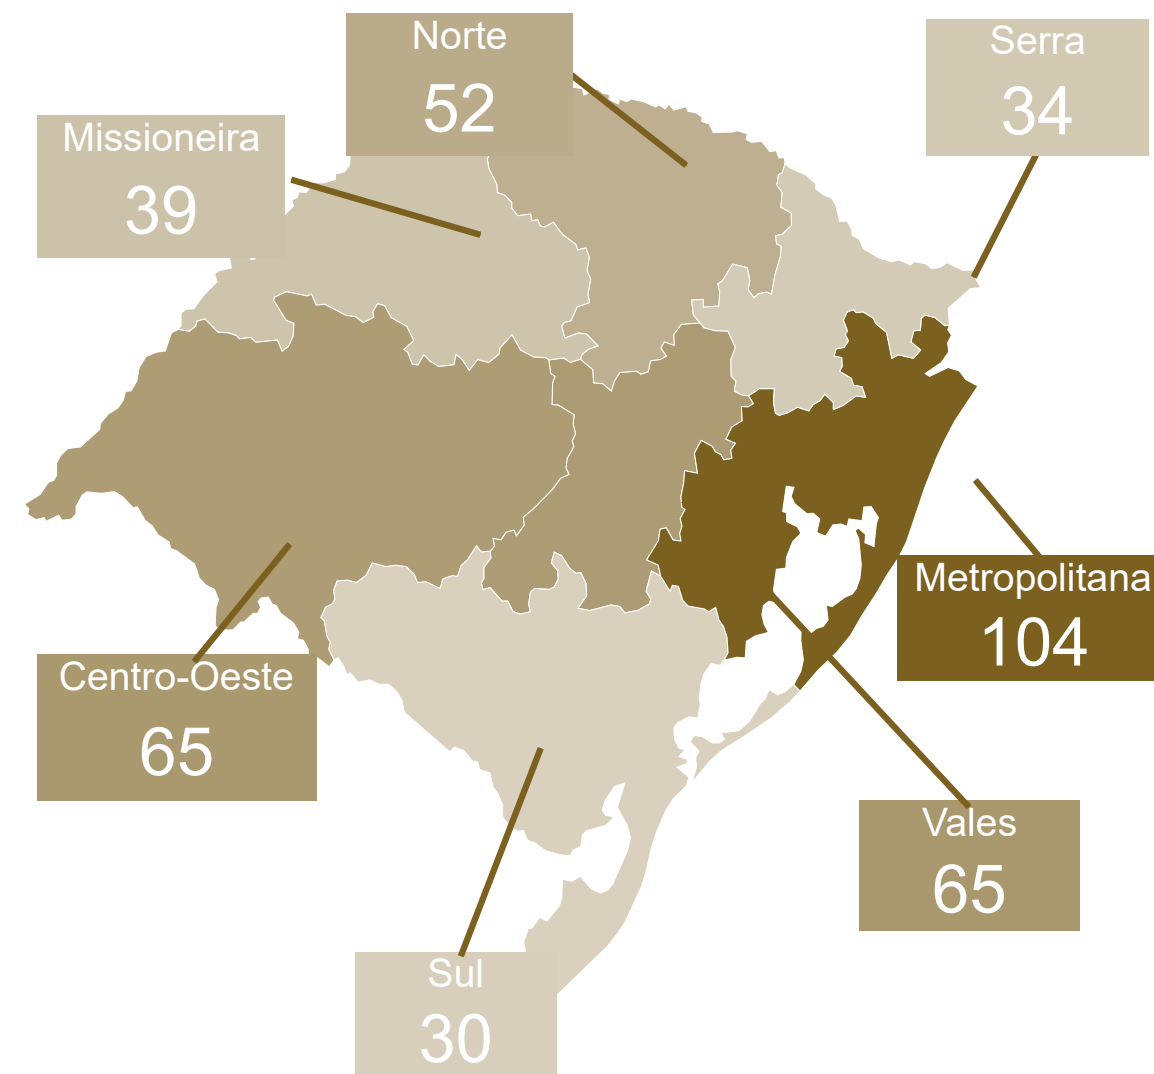 Norte
52
Serra
34
Missioneira
39
Metropolitana
104
Centro-Oeste
65
Vales
65
Sul
30